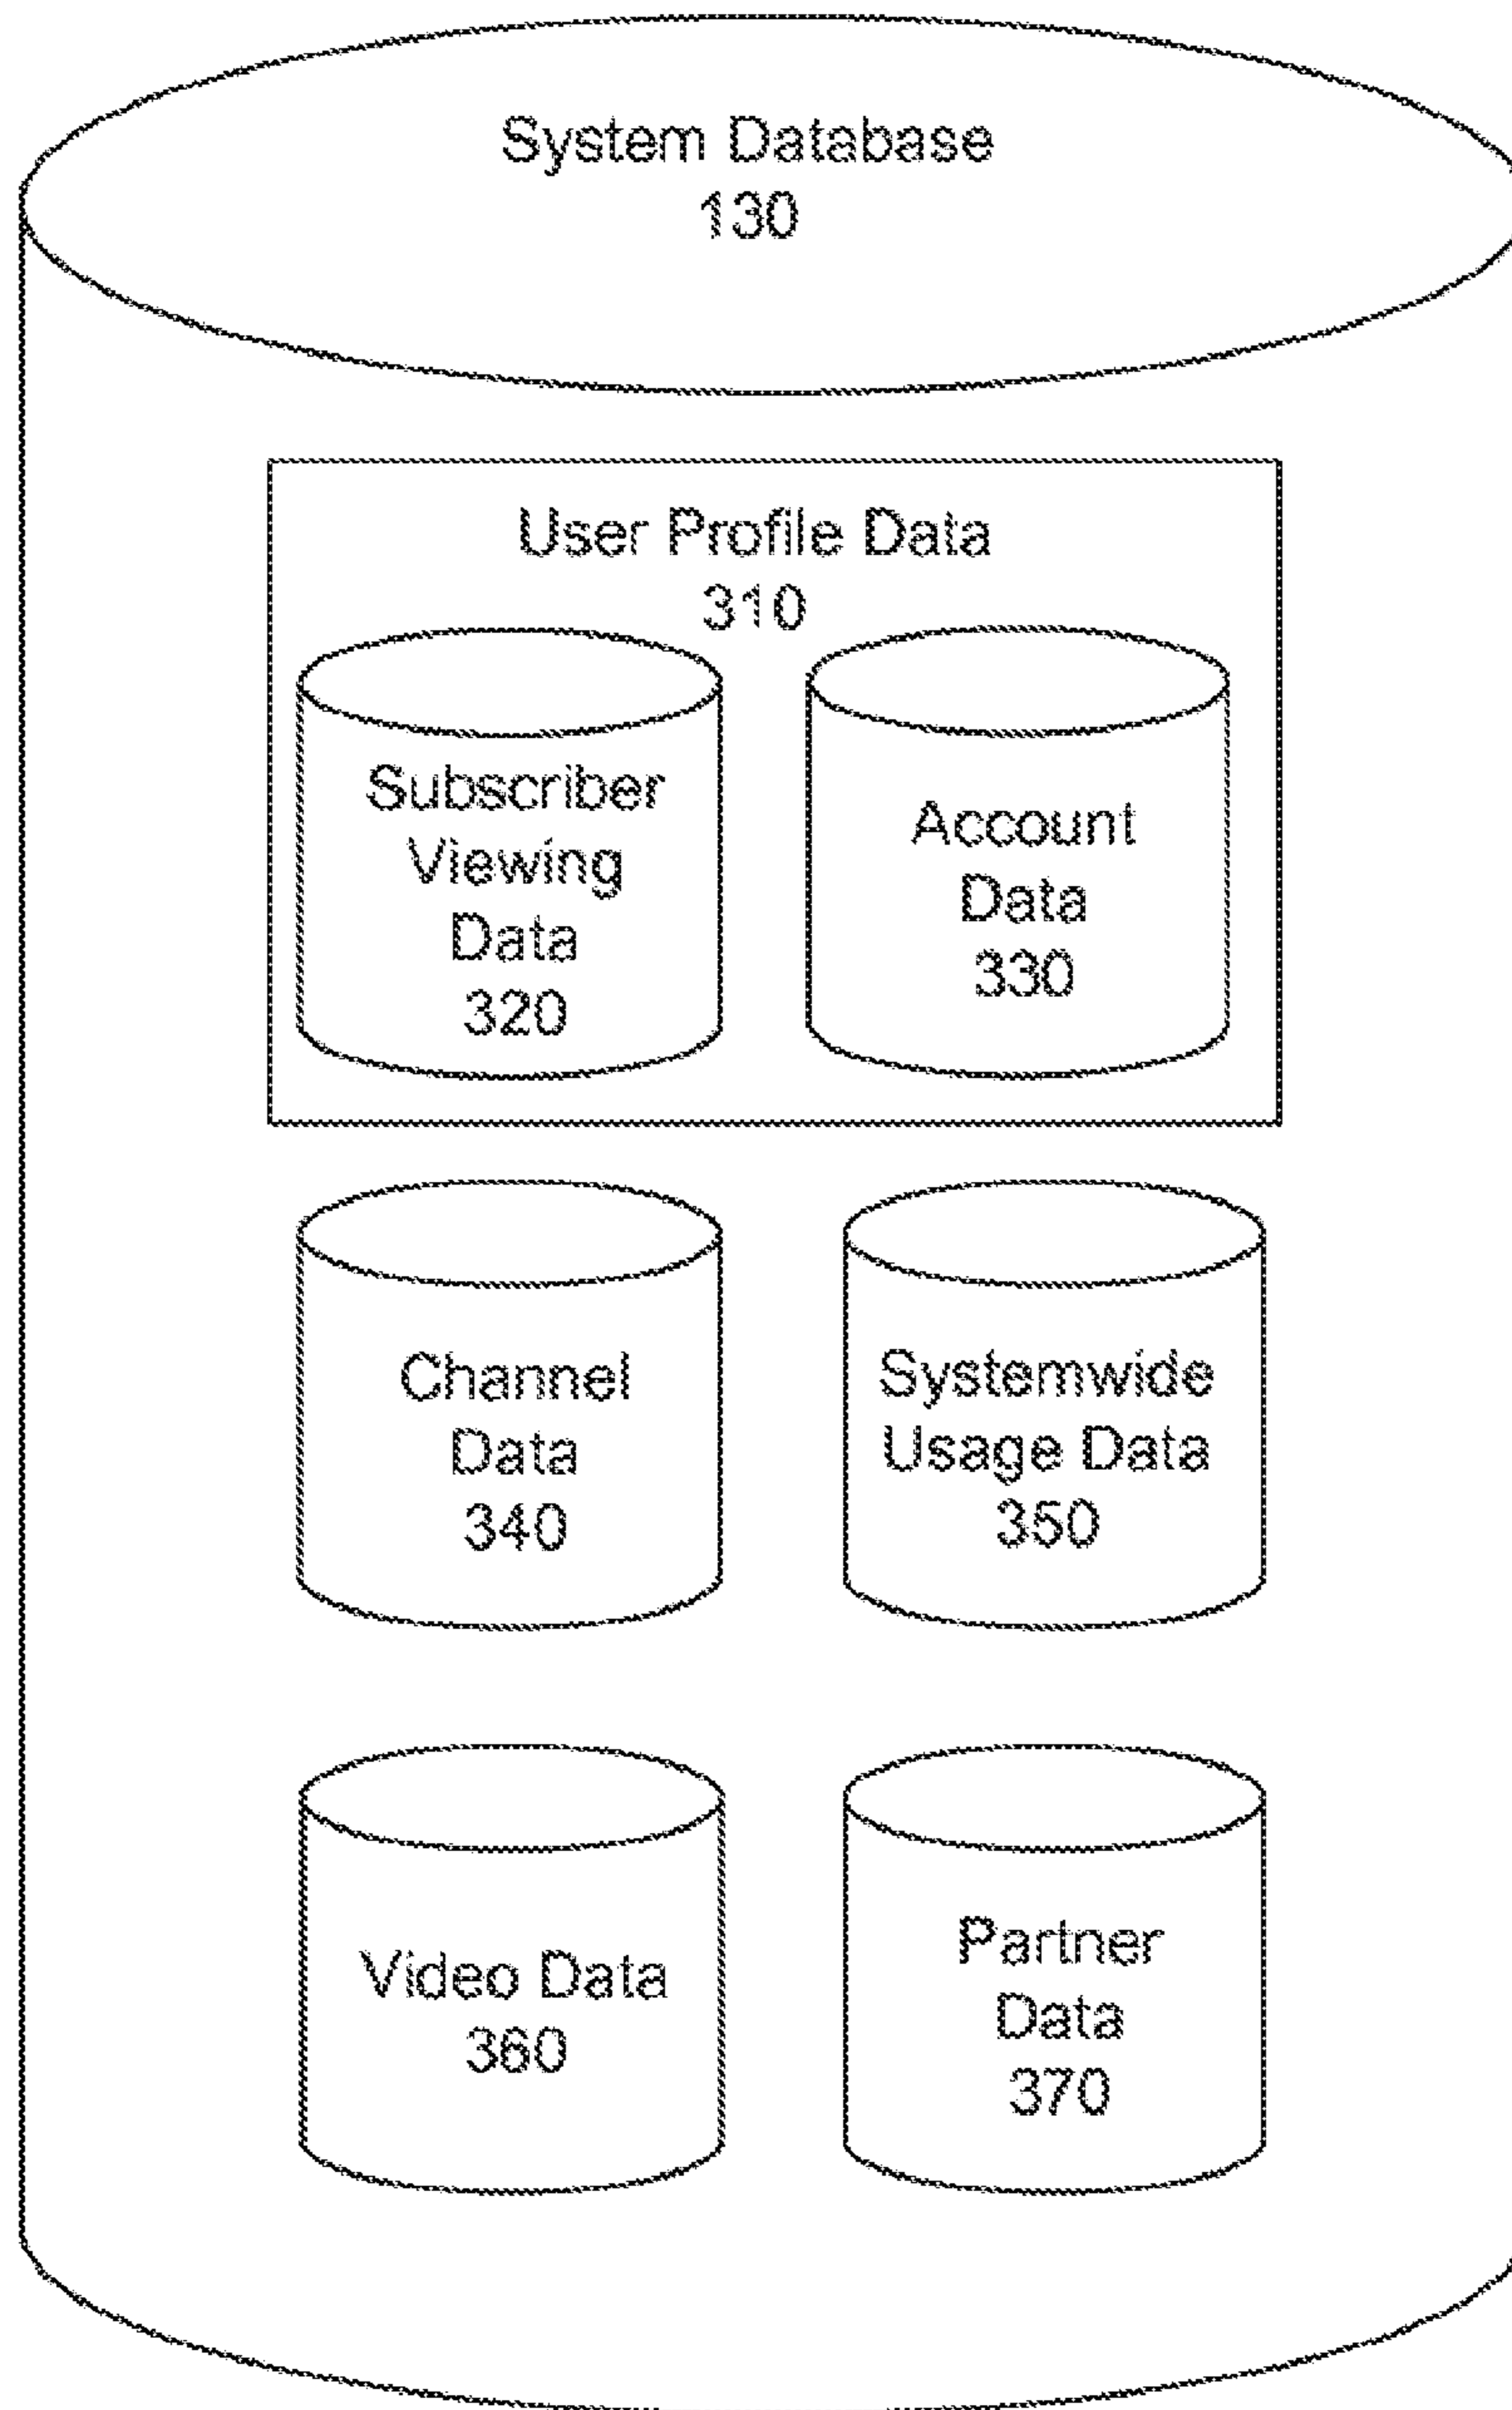 System Database
130
User Profile Data
310
Subscriber
Viewing
Data
320
Account
Data
330
Channel
Data
340
Systemwide
Usage Data
350
Video Data
360
Partner
Data
370